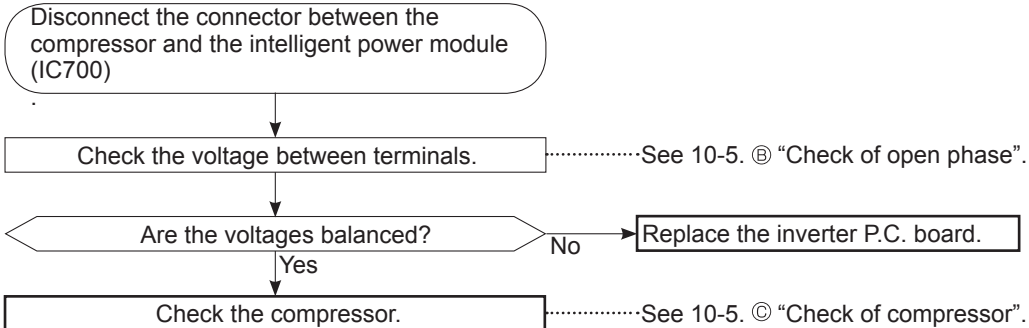 Disconnect the connector between the
compressor and the intelligent power module
(IC700)
.
Check the voltage between terminals.
See 10-5. Ⓑ “Check of open phase”.
Are the voltages balanced?
No
Replace the inverter P.C. board.
Yes
Check the compressor.
See 10-5. Ⓒ “Check of compressor”.